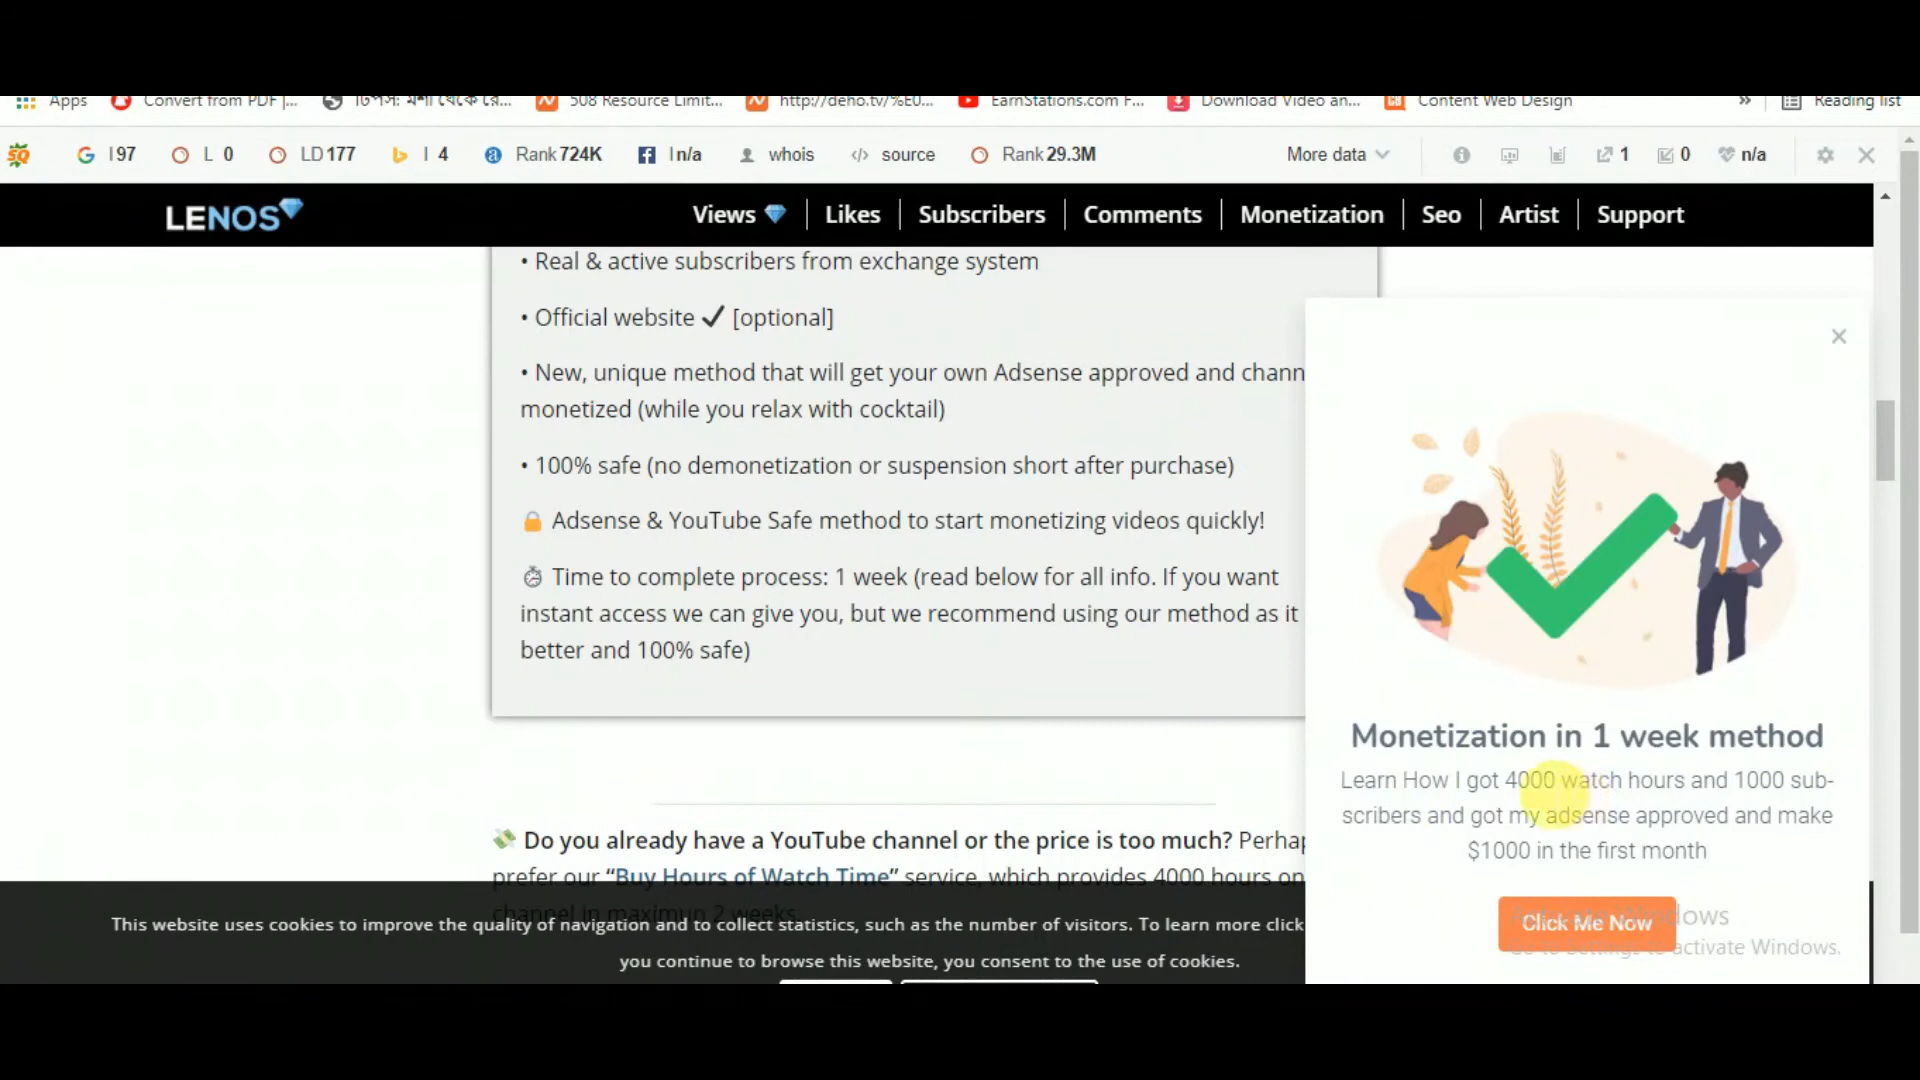 Apps Convert from PDF |... 508 Resource Limit... http://deho.tv/%E0... EarnStations.com F... Download Video an... Content Web Design » Reading list
I 97 L 0 LD 177 I 4 Rank 724K I n/a whois source Rank 29.3M More data 1 0 n/a
LENOS Views Likes Subscribers Comments Monetization Seo Artist Support
• Real & active subscribers from exchange system
• Official website ✓ [optional]
• New, unique method that will get your own Adsense approved and chann
monetized (while you relax with cocktail)
• 100% safe (no demonetization or suspension short after purchase)
Adsense & YouTube Safe method to start monetizing videos quickly!
Time to complete process: 1 week (read below for all info. If you want
instant access we can give you, but we recommend using our method as it
better and 100% safe)
Do you already have a YouTube channel or the price is too much? Perhap
prefer our “Buy Hours of Watch Time” service, which provides 4000 hours on
channel in maximun 2 weeks.
This website uses cookies to improve the quality of navigation and to collect statistics, such as the number of visitors. To learn more click
you continue to browse this website, you consent to the use of cookies.
Monetization in 1 week method
Learn How I got 4000 watch hours and 1000 sub-
scribers and got my adsense approved and make
$1000 in the first month
Click Me Now
activate Windows.